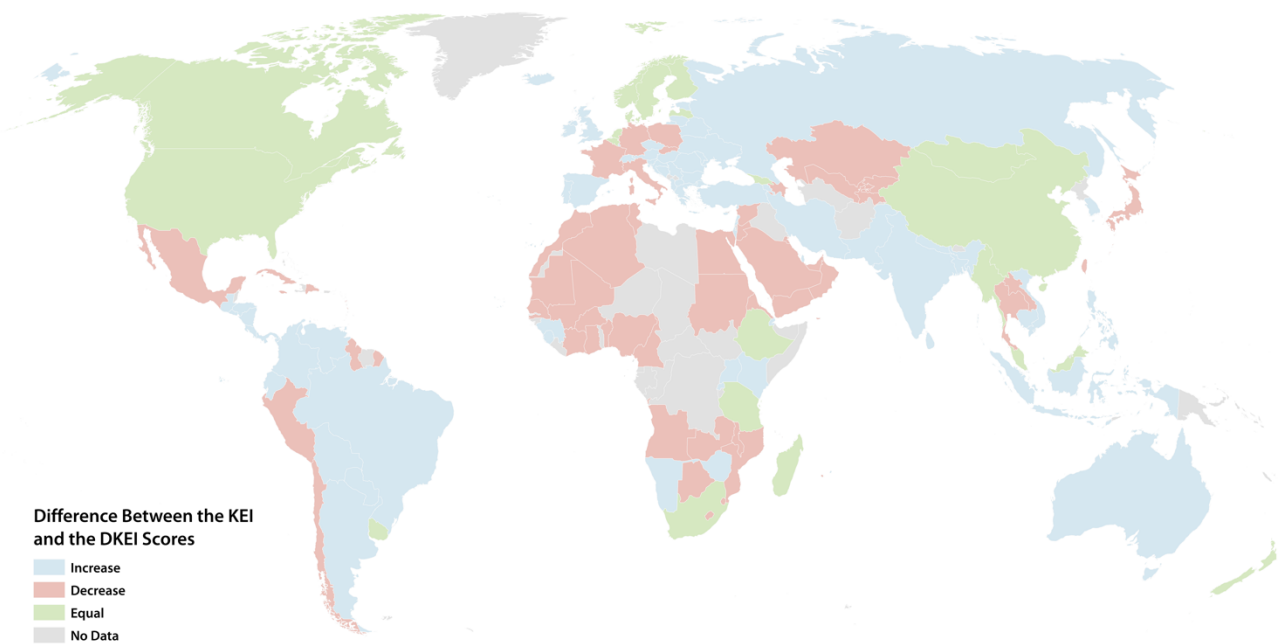 Difference Between the KEI
and the DKEI Scores
Increase
Decrease
Equal
No Data